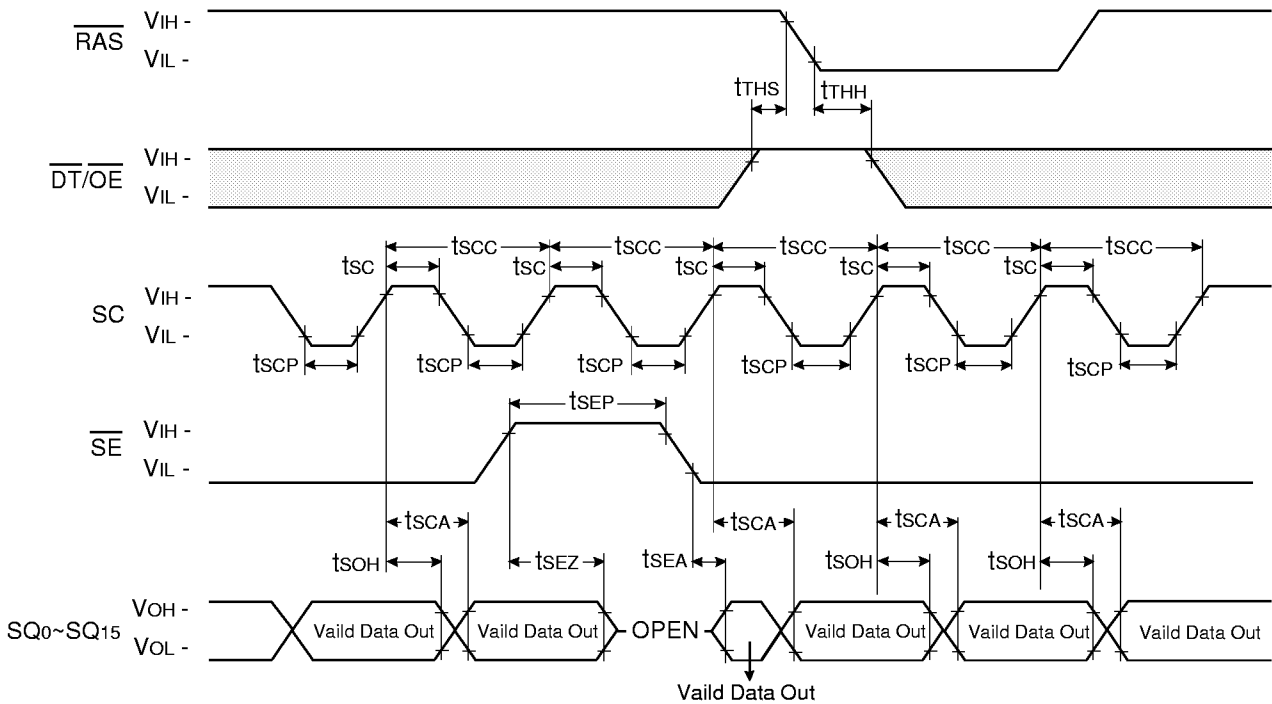 RAS
VIH -
VIL -
tTHS tTHH
DT/OE
VIH -
VIL -
tSCC tSCC tSCC tSCC tSCC
tSC tSC tSC tSC tSC
SC
VIH -
VIL -
tSCP tSCP tSCP tSCP tSCP tSCP
tSEP
SE
VIH -
VIL -
tSCA tSCA tSCA tSCA
tSOH tSEZ tSEA tSOH tSOH
SQ0~SQ15
VOH -
VOL -
Vaild Data Out Vaild Data Out OPEN Vaild Data Out Vaild Data Out Vaild Data Out
Vaild Data Out